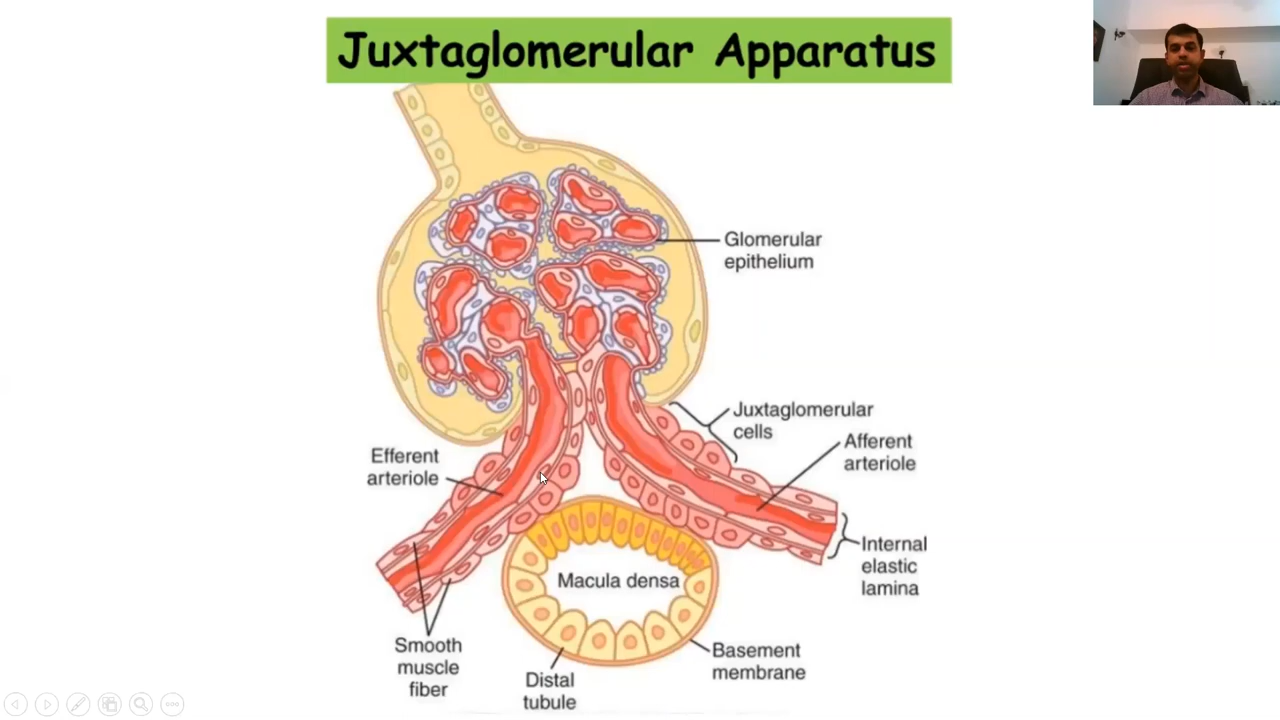 Juxtaglomerular Apparatus
Glomerular
epithelium
Juxtaglomerular
cells
Afferent
arteriole
Efferent
arteriole
Internal
elastic
lamina
Macula densa
Smooth
muscle
fiber
Basement
membrane
Distal
tubule